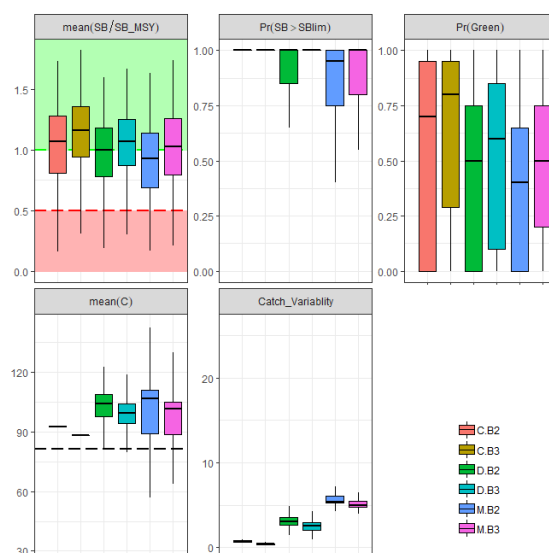 mean(SB/SB_MSY)
Pr(SB > SBlim)
Pr(Green)
1.5
1.0
0.5
0.0
1.00
0.75
0.50
0.25
0.00
1.00
0.75
0.50
0.25
0.00
mean(C)
Catch_Variablity
120
90
60
30
20
10
5
0
C.B2
C.B3
D.B2
D.B3
M.B2
M.B3